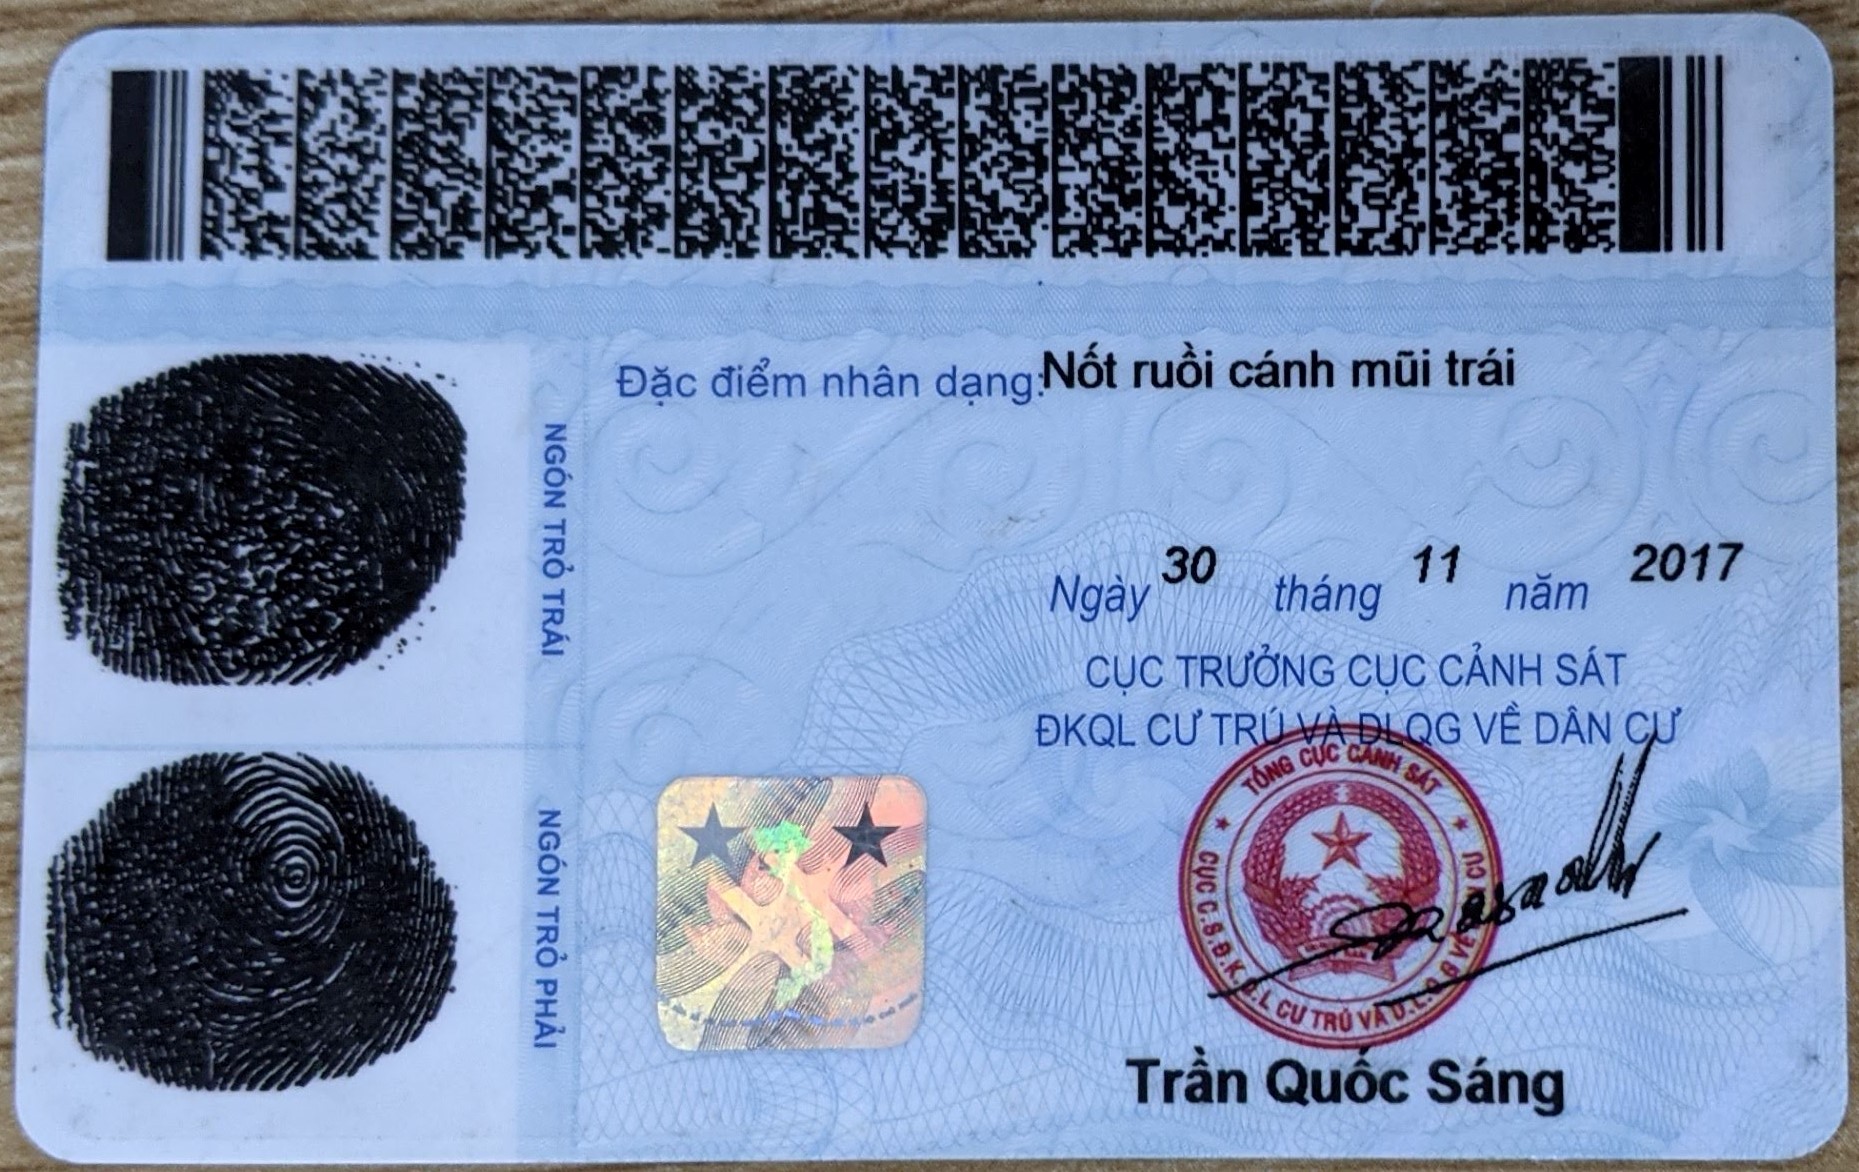 Đặc điểm nhân dạng: Nốt ruồi cánh mũi trái
NGÓN TRỎ TRÁI
Ngày 30 tháng 11 năm 2017
CỤC TRƯỞNG CỤC CẢNH SÁT
ĐKQL CƯ TRÚ VÀ DLQG VỀ DÂN CƯ
NGÓN TRỎ PHẢI
TỔNG CỤC CẢNH SÁT
CỤC C.S.Đ.K.Q.L CƯ TRÚ VÀ D.L.Q.G VỀ CƯ
Trần Quốc Sáng